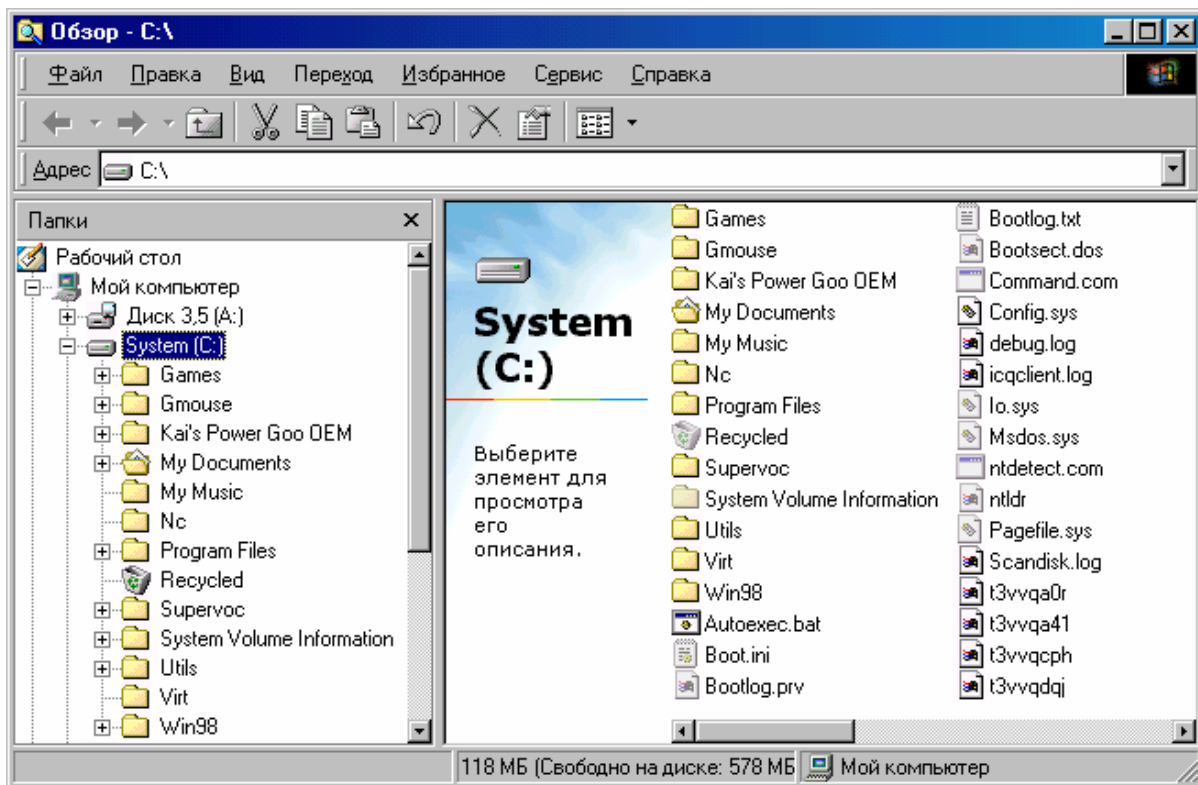 Обзор - C:\
Файл Правка Вид Переход Избранное Сервис Справка
Адрес C:\
Папки
Рабочий стол
Мой компьютер
Диск 3,5 (A:)
System (C:)
Games
Gmouse
Kai's Power Goo OEM
My Documents
My Music
Nc
Program Files
Recycled
Supervoc
System Volume Information
Utils
Virt
Win98
System
(C:)
Выберите
элемент для
просмотра
его
описания.
Games
Gmouse
Kai's Power Goo OEM
My Documents
My Music
Nc
Program Files
Recycled
Supervoc
System Volume Information
Utils
Virt
Win98
Autoexec.bat
Boot.ini
Bootlog.prv
Bootlog.txt
Bootsect.dos
Command.com
Config.sys
debug.log
icqclient.log
Io.sys
Msdos.sys
ntdetect.com
ntldr
Pagefile.sys
Scandisk.log
t3vvqa0r
t3vvqa41
t3vvqcph
t3vvqdqj
118 МБ (Свободно на диске: 578 МБ
Мой компьютер